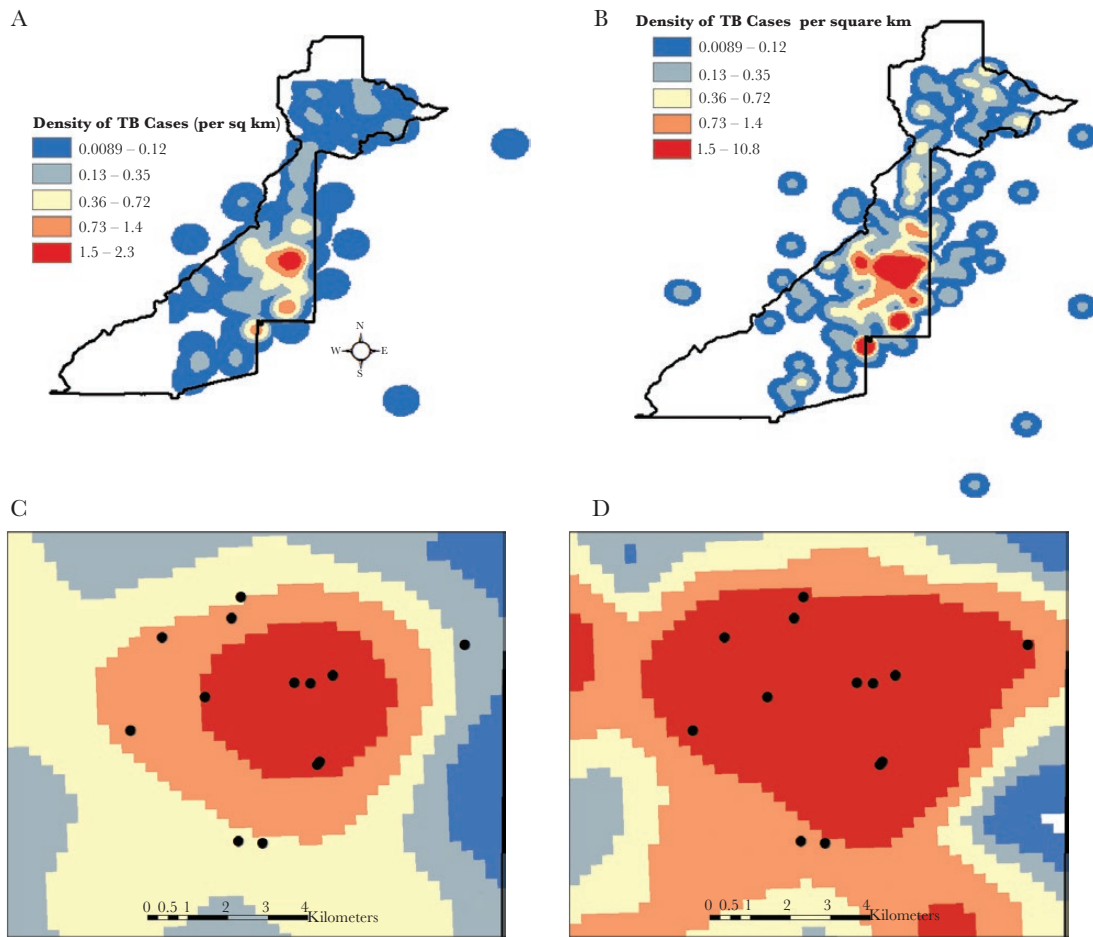 A
Density of TB Cases (per sq km)
0.0089 – 0.12
0.13 – 0.35
0.36 – 0.72
0.73 – 1.4
1.5 – 2.3
N
W E
S
B
Density of TB Cases per square km
0.0089 – 0.12
0.13 – 0.35
0.36 – 0.72
0.73 – 1.4
1.5 – 10.8
C
0 0.5 1 2 3 4
Kilometers
D
0 0.5 1 2 3 4
Kilometers